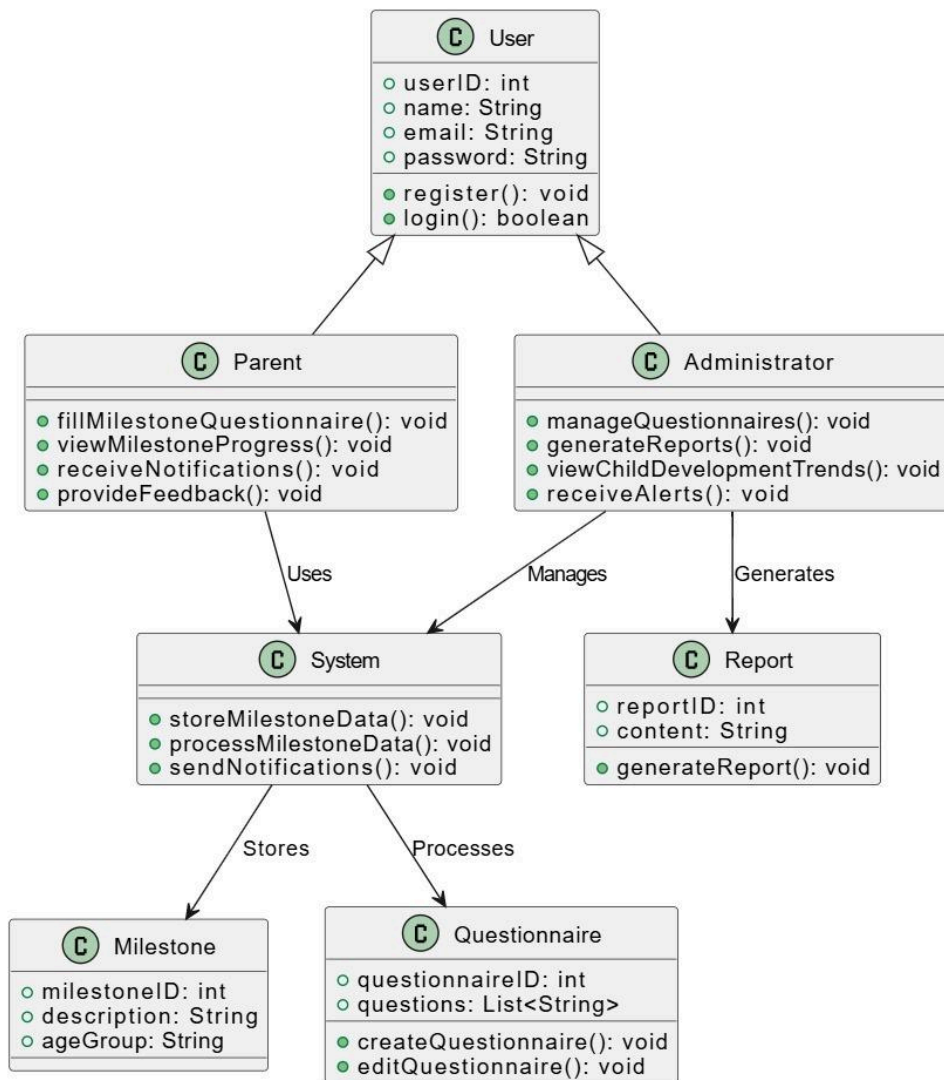 C User
userID: int
name: String
email: String
password: String
register(): void
login(): boolean
C Parent
fillMilestoneQuestionnaire(): void
viewMilestoneProgress(): void
receiveNotifications(): void
provideFeedback(): void
C Administrator
manageQuestionnaires(): void
generateReports(): void
viewChildDevelopmentTrends(): void
receiveAlerts(): void
Uses
Manages
Generates
C System
storeMilestoneData(): void
processMilestoneData(): void
sendNotifications(): void
C Report
reportID: int
content: String
generateReport(): void
Stores
Processes
C Milestone
milestoneID: int
description: String
ageGroup: String
C Questionnaire
questionnaireID: int
questions: List<String>
createQuestionnaire(): void
editQuestionnaire(): void